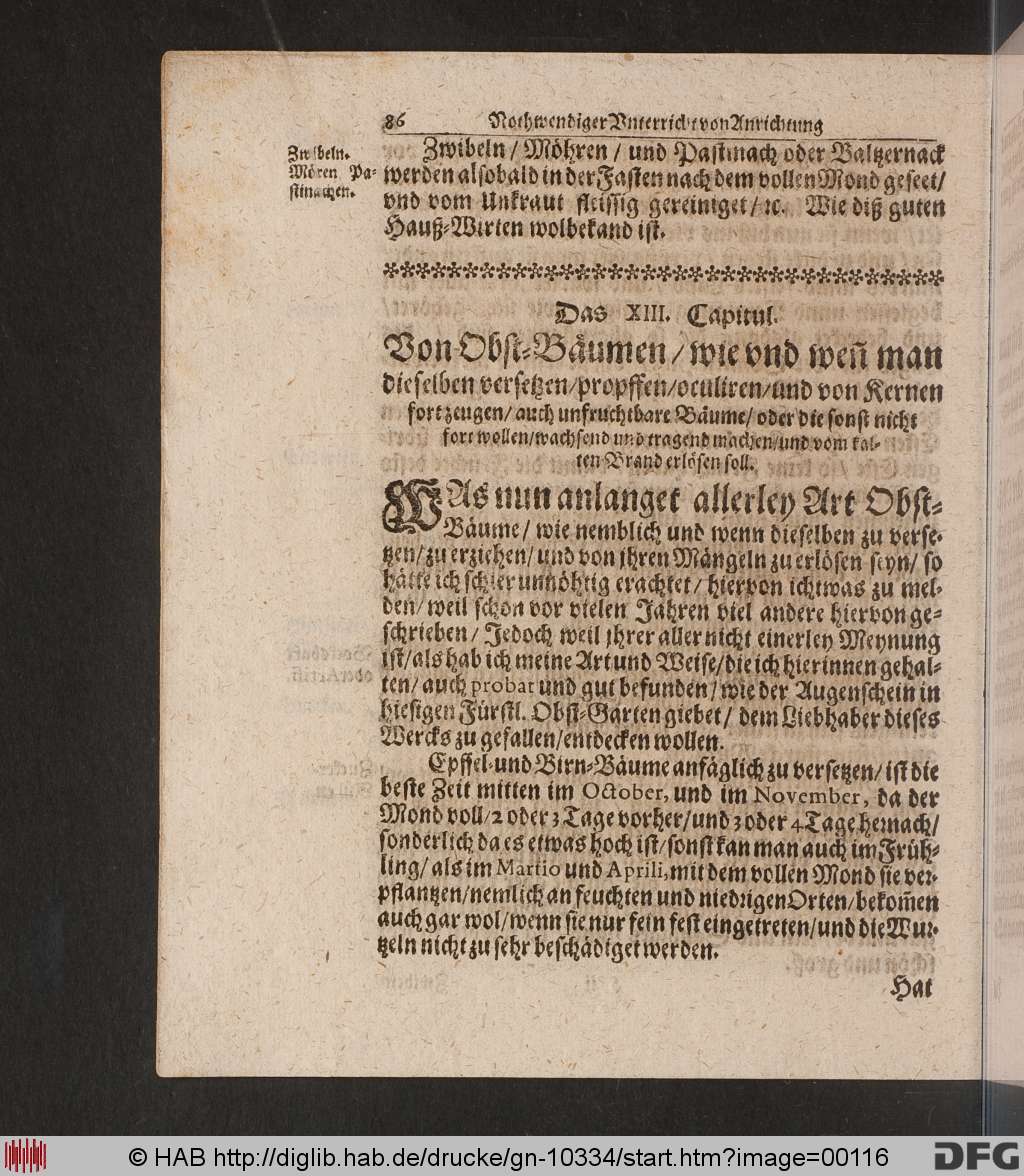 86 Nothwendiger Vnterricht von Anrichtung
Zwibeln.
Mören Pa-
stinachen.
Zwibeln / Möhren / und Pastinach oder Baltzernack
werden alsobald in der Fasten nach dem vollen Mond geseet /
vnd vom Unkraut fleissig gereiniget / ꝛc. Wie diß guten
Hauß-Wirten wolbekand ist.
Das XIII. Capitul.
Von Obst-Bäumen / wie vnd weñ man
dieselben versetzen / propffen / oculiren / und von Kernen
fortzeugen / auch unfruchtbare Bäume / oder die sonst nicht
fort wollen / wachsend und tragend machen / und vom kal-
ten Brand erlösen soll.
WAs nun anlanget allerley Art Obst-
Bäume / wie nemblich und wenn dieselben zu verse-
tzen / zu erziehen / und von jhren Mängeln zu erlösen seyn / so
hätte ich schier unnöhtig erachtet / hiervon ichtwas zu mel-
den / weil schon vor vielen Jahren viel andere hiervon ge-
schrieben / Jedoch weil jhrer aller nicht einerley Meynung
ist / als hab ich meine Art und Weise / die ich hierinnen gehal-
ten / auch probat und gut befunden / wie der Augenschein in
hiesigen Fürstl. Obst-Garten giebet / dem Liebhaber dieses
Wercks zu gefallen / entdecken wollen.
Epffel- und Birn-Bäume anfäglich zu versetzen / ist die
beste Zeit mitten im October, und im November, da der
Mond voll / 2 oder 3 Tage vorher / und 3 oder 4 Tage hernach /
sonderlich da es etwas hoch ist / sonst kan man auch im Früh-
ling / als im Martio und Aprili, mit dem vollen Mond sie ver-
pflantzen / nemlich an feuchten und niedrigen Orten / bekom̃en
auch gar wol / wenn sie nur fein fest eingetreten / und die Wur-
tzeln nicht zu sehr beschädiget werden.
Hat
© HAB http://diglib.hab.de/drucke/gn-10334/start.htm?image=00116
DFG